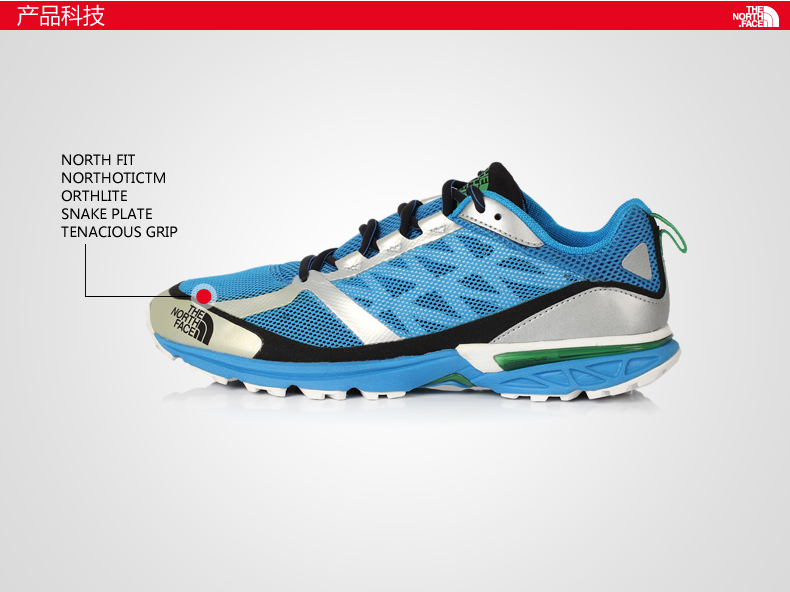 产品科技
THE
NORTH
FACE
NORTH FIT
NORTHOTICTM
ORTHLITE
SNAKE PLATE
TENACIOUS GRIP
THE
NORTH
FACE